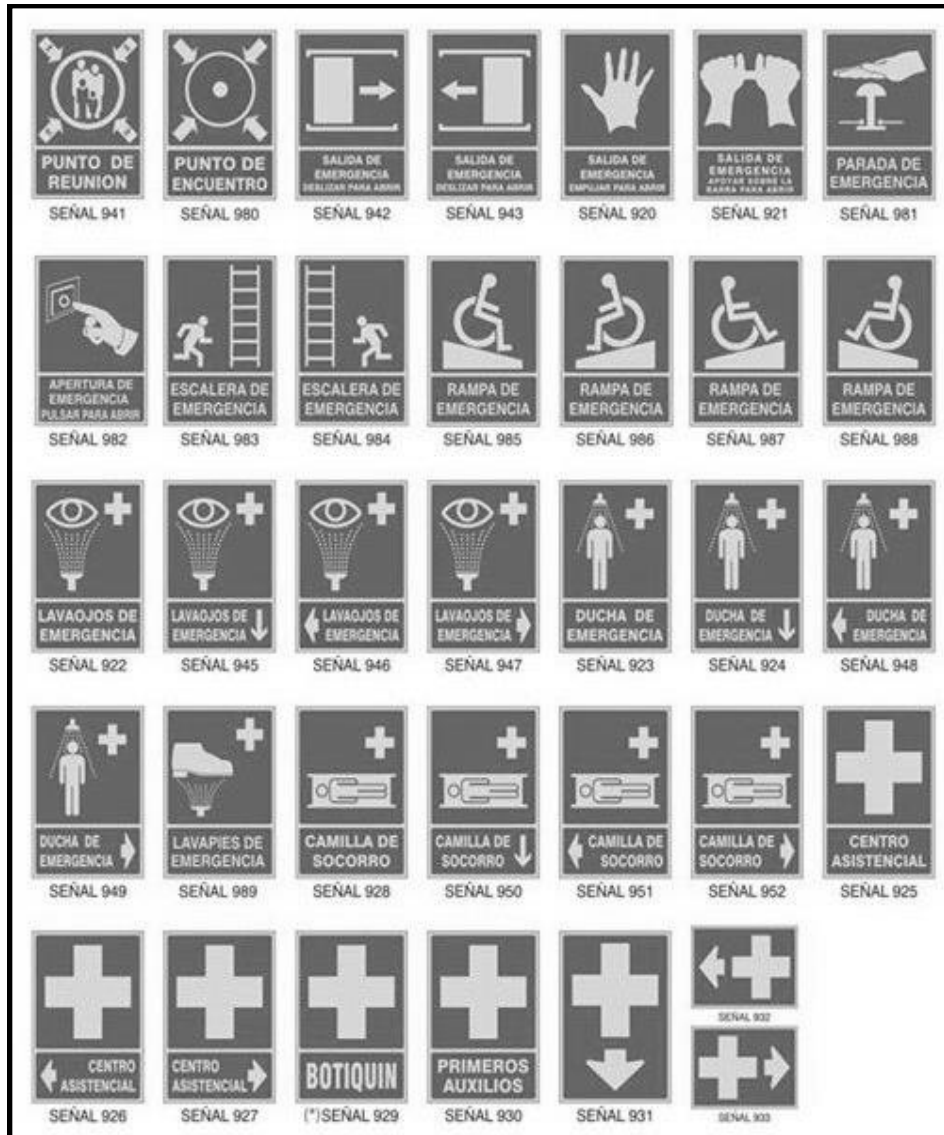 PUNTO DE
REUNION
SEÑAL 941
PUNTO DE
ENCUENTRO
SEÑAL 980
SALIDA DE
EMERGENCIA
DESLIZAR PARA ABRIR
SEÑAL 942
SALIDA DE
EMERGENCIA
DESLIZAR PARA ABRIR
SEÑAL 943
SALIDA DE
EMERGENCIA
EMPUJAR PARA ABRIR
SEÑAL 920
SALIDA DE
EMERGENCIA
APOYAR SOBRE LA
BARRA PARA ABRIR
SEÑAL 921
PARADA DE
EMERGENCIA
SEÑAL 981
APERTURA DE
EMERGENCIA
PULSAR PARA ABRIR
SEÑAL 982
ESCALERA DE
EMERGENCIA
SEÑAL 983
ESCALERA DE
EMERGENCIA
SEÑAL 984
RAMPA DE
EMERGENCIA
SEÑAL 985
RAMPA DE
EMERGENCIA
SEÑAL 986
RAMPA DE
EMERGENCIA
SEÑAL 987
RAMPA DE
EMERGENCIA
SEÑAL 988
LAVAOJOS DE
EMERGENCIA
SEÑAL 922
LAVAOJOS DE
EMERGENCIA
SEÑAL 945
LAVAOJOS DE
EMERGENCIA
SEÑAL 946
LAVAOJOS DE
EMERGENCIA
SEÑAL 947
DUCHA DE
EMERGENCIA
SEÑAL 923
DUCHA DE
EMERGENCIA
SEÑAL 924
DUCHA DE
EMERGENCIA
SEÑAL 948
DUCHA DE
EMERGENCIA
SEÑAL 949
LAVAPIES DE
EMERGENCIA
SEÑAL 989
CAMILLA DE
SOCORRO
SEÑAL 928
CAMILLA DE
SOCORRO
SEÑAL 950
CAMILLA DE
SOCORRO
SEÑAL 951
CAMILLA DE
SOCORRO
SEÑAL 952
CENTRO
ASISTENCIAL
SEÑAL 925
CENTRO
ASISTENCIAL
SEÑAL 926
CENTRO
ASISTENCIAL
SEÑAL 927
BOTIQUIN
(*)SEÑAL 929
PRIMEROS
AUXILIOS
SEÑAL 930
SEÑAL 931
SEÑAL 932
SEÑAL 933